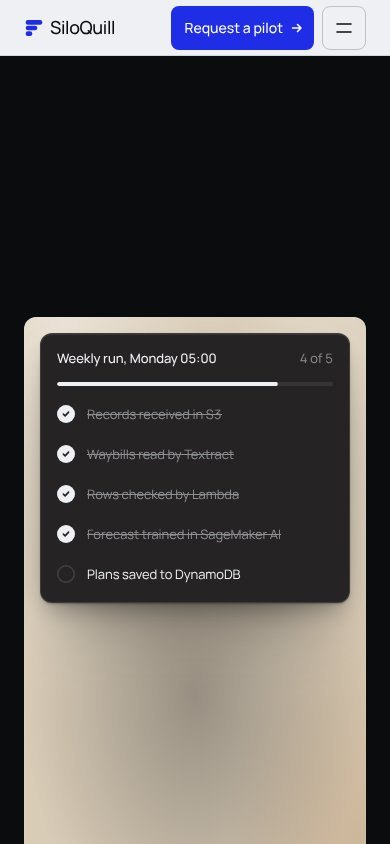 SiloQuill
Request a pilot
Weekly run, Monday 05:00
4 of 5
Records received in S3
Waybills read by Textract
Rows checked by Lambda
Forecast trained in SageMaker AI
Plans saved to DynamoDB